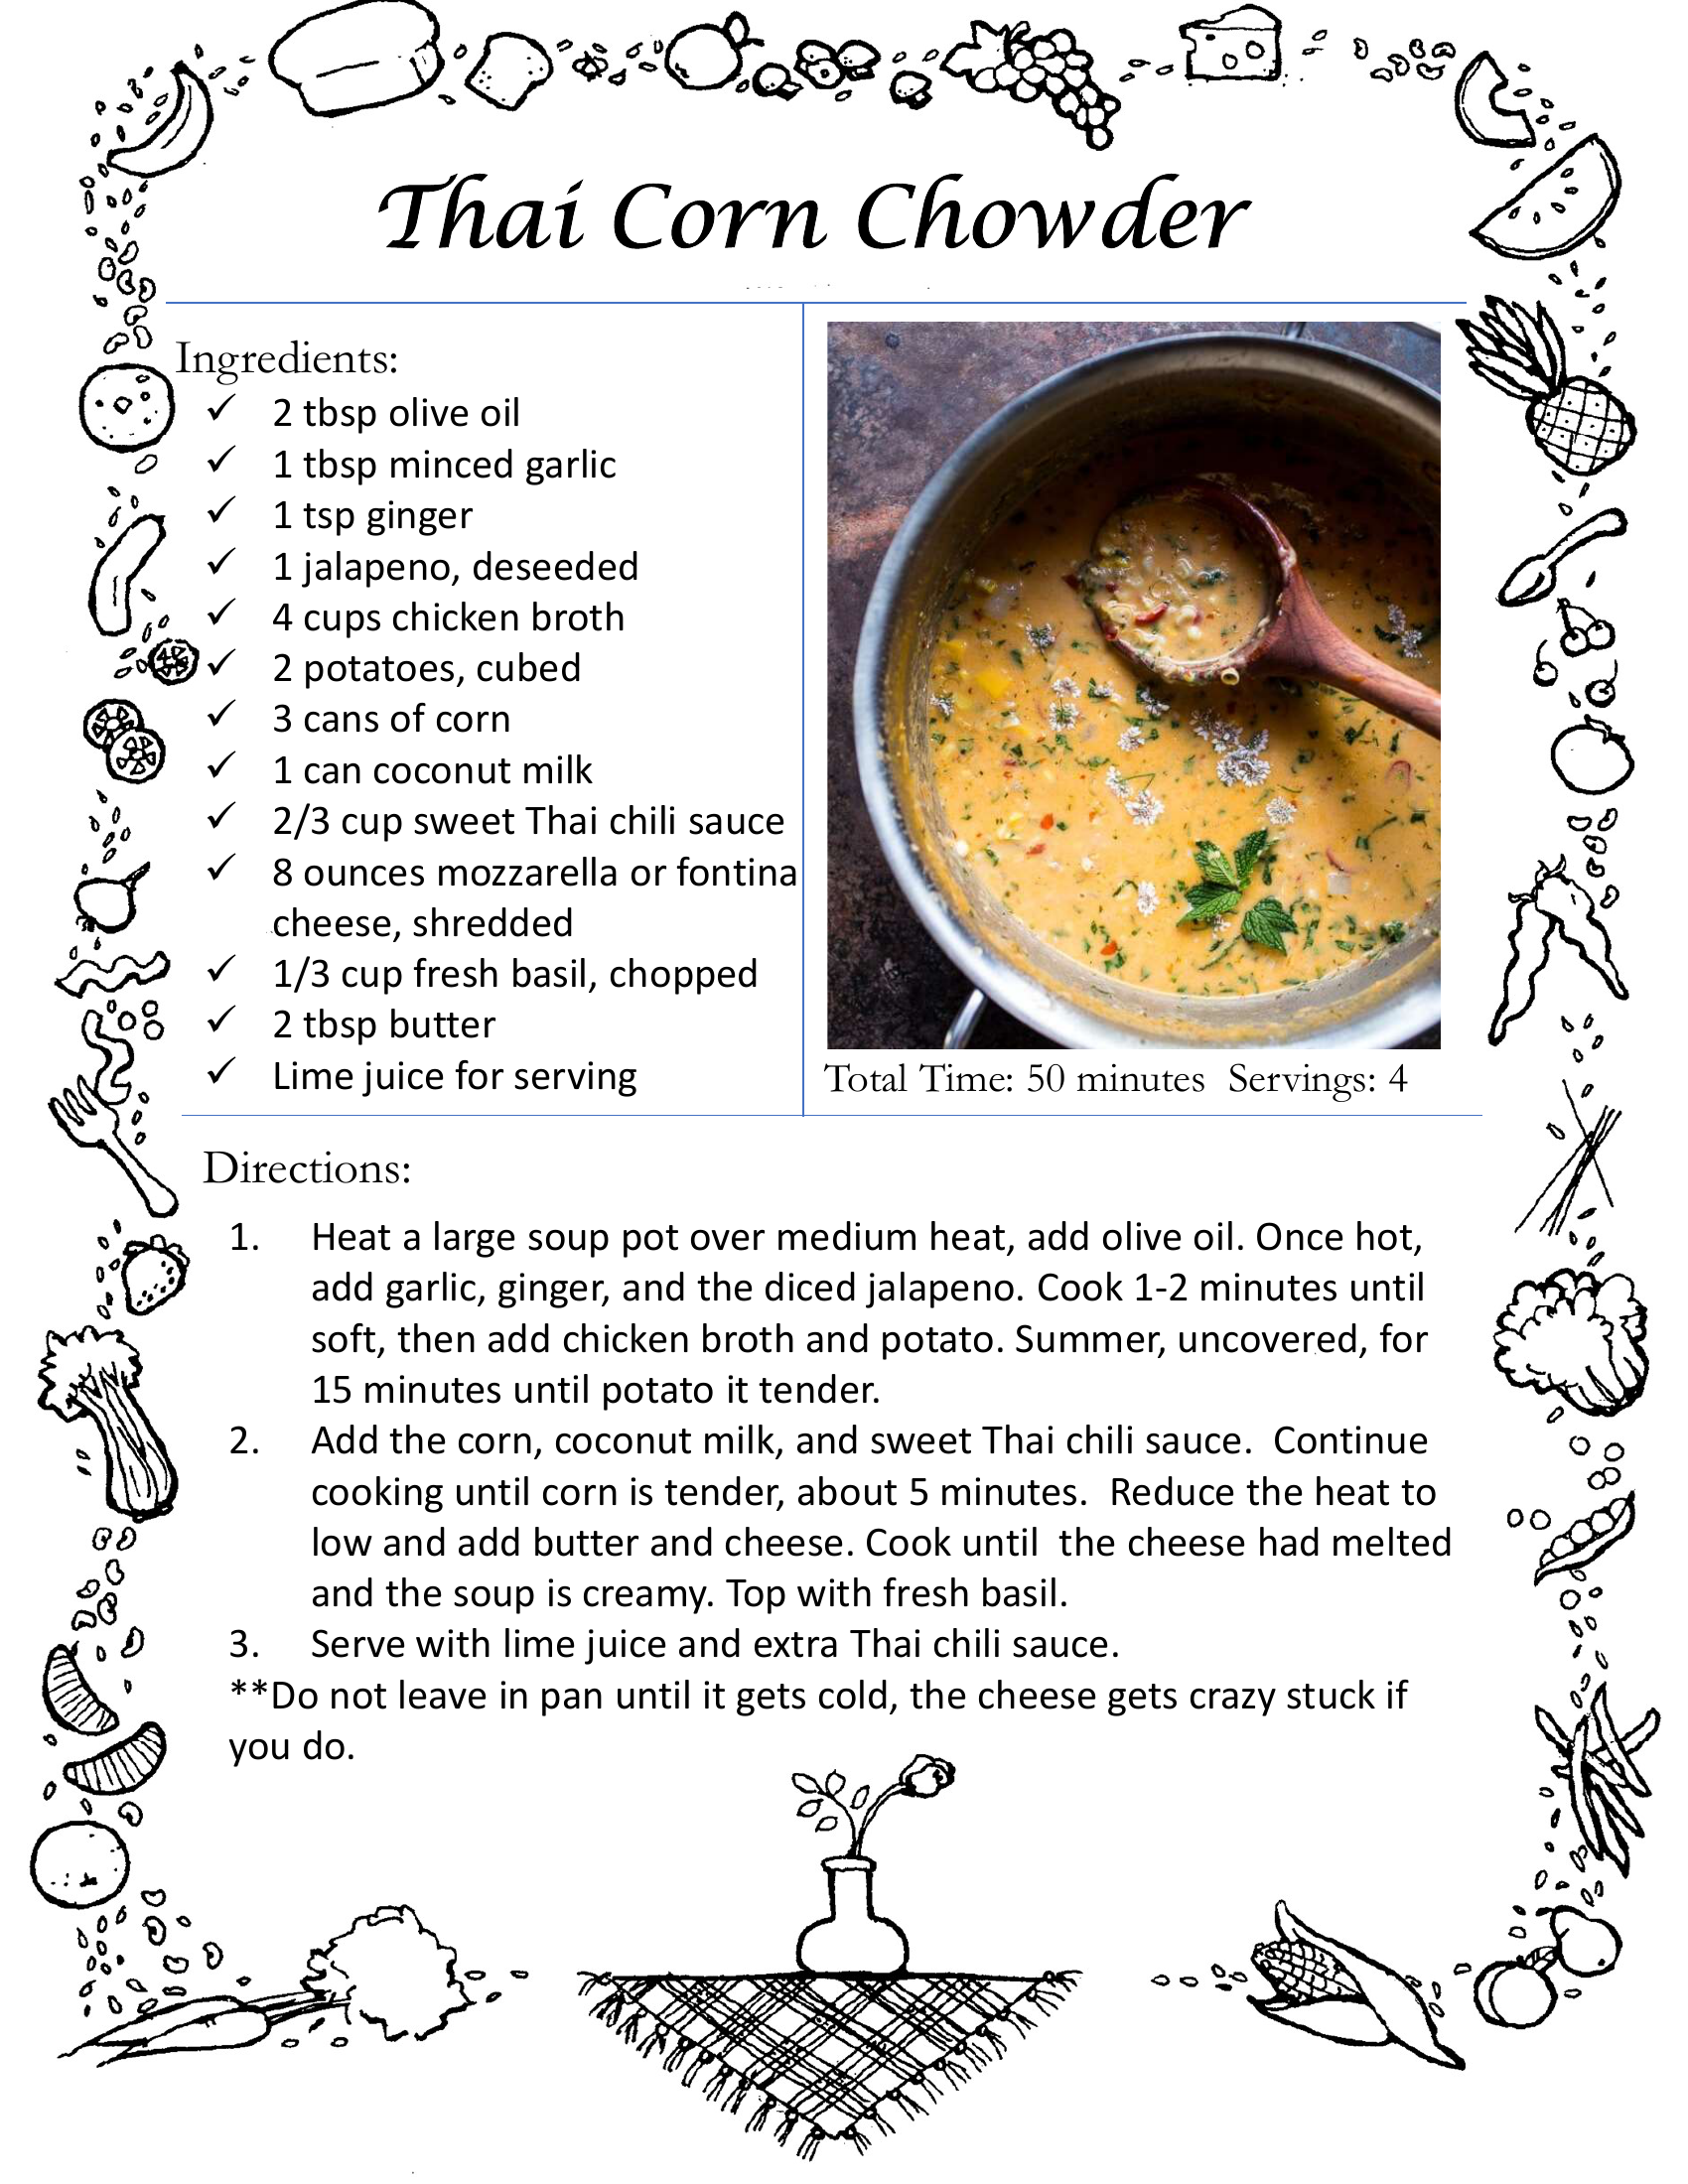 Thai Corn Chowder
Ingredients:
✓ 2 tbsp olive oil
✓ 1 tbsp minced garlic
✓ 1 tsp ginger
✓ 1 jalapeno, deseeded
✓ 4 cups chicken broth
✓ 2 potatoes, cubed
✓ 3 cans of corn
✓ 1 can coconut milk
✓ 2/3 cup sweet Thai chili sauce
✓ 8 ounces mozzarella or fontina
cheese, shredded
✓ 1/3 cup fresh basil, chopped
✓ 2 tbsp butter
✓ Lime juice for serving
Total Time: 50 minutes  Servings: 4
Directions:
1. Heat a large soup pot over medium heat, add olive oil. Once hot,
add garlic, ginger, and the diced jalapeno. Cook 1-2 minutes until
soft, then add chicken broth and potato. Summer, uncovered, for
15 minutes until potato it tender.
2. Add the corn, coconut milk, and sweet Thai chili sauce.  Continue
cooking until corn is tender, about 5 minutes.  Reduce the heat to
low and add butter and cheese. Cook until  the cheese had melted
and the soup is creamy. Top with fresh basil.
3. Serve with lime juice and extra Thai chili sauce.
**Do not leave in pan until it gets cold, the cheese gets crazy stuck if
you do.